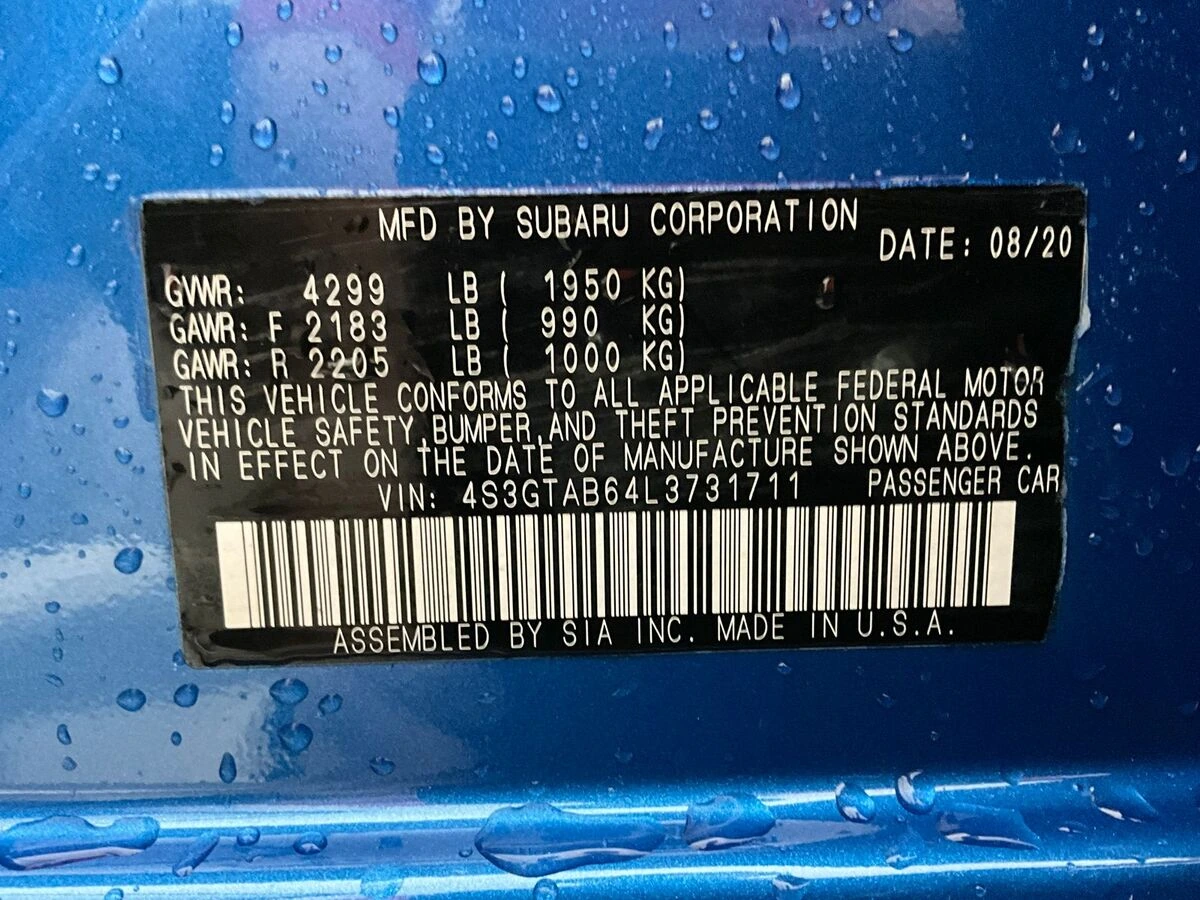 MFD BY SUBARU CORPORATION
DATE: 08/20
GVWR: 4299 LB ( 1950 KG)
GAWR: F 2183 LB ( 990 KG)
GAWR: R 2205 LB ( 1000 KG)
THIS VEHICLE CONFORMS TO ALL APPLICABLE FEDERAL MOTOR
VEHICLE SAFETY,BUMPER,AND THEFT PREVENTION STANDARDS
IN EFFECT ON THE DATE OF MANUFACTURE SHOWN ABOVE.
VIN: 4S3GTAB64L3731711 PASSENGER CAR
ASSEMBLED BY SIA INC. MADE IN U.S.A.